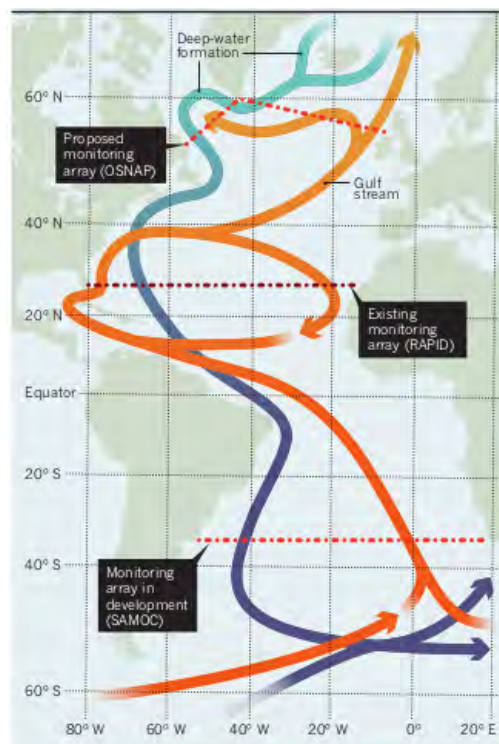 Deep-water
formation
60° N
Proposed
monitoring
array (OSNAP)
Gulf
stream
40° N
20° N
Existing
monitoring
array (RAPID)
Equator
20° S
40° S
Monitoring
array in
development
(SAMOC)
60° S
80° W 60° W 40° W 20° W 0° 20° E